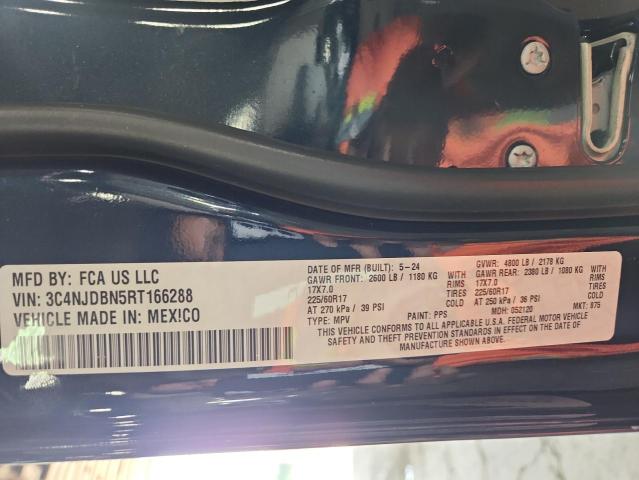 MFD BY: FCA US LLC
VIN: 3C4NJDBN5RT166288
VEHICLE MADE IN: MEXICO
DATE OF MFR (BUILT): 5-24
GVWR: 4800 LB / 2178 KG
GAWR FRONT: 2600 LB / 1180 KG WITH
GAWR REAR: 2380 LB / 1080 KG WITH
17X7.0 RIMS
17X7.0 RIMS
225/60R17 TIRES
225/60R17 TIRES
AT 270 kPa / 39 PSI COLD
AT 250 kPa / 36 PSI COLD
TYPE: MPV PAINT: PPS MDH: 052120 875
THIS VEHICLE CONFORMS TO ALL APPLICABLE U.S.A. FEDERAL MOTOR VEHICLE
SAFETY AND THEFT PREVENTION STANDARDS IN EFFECT ON THE DATE OF
MANUFACTURE SHOWN ABOVE.